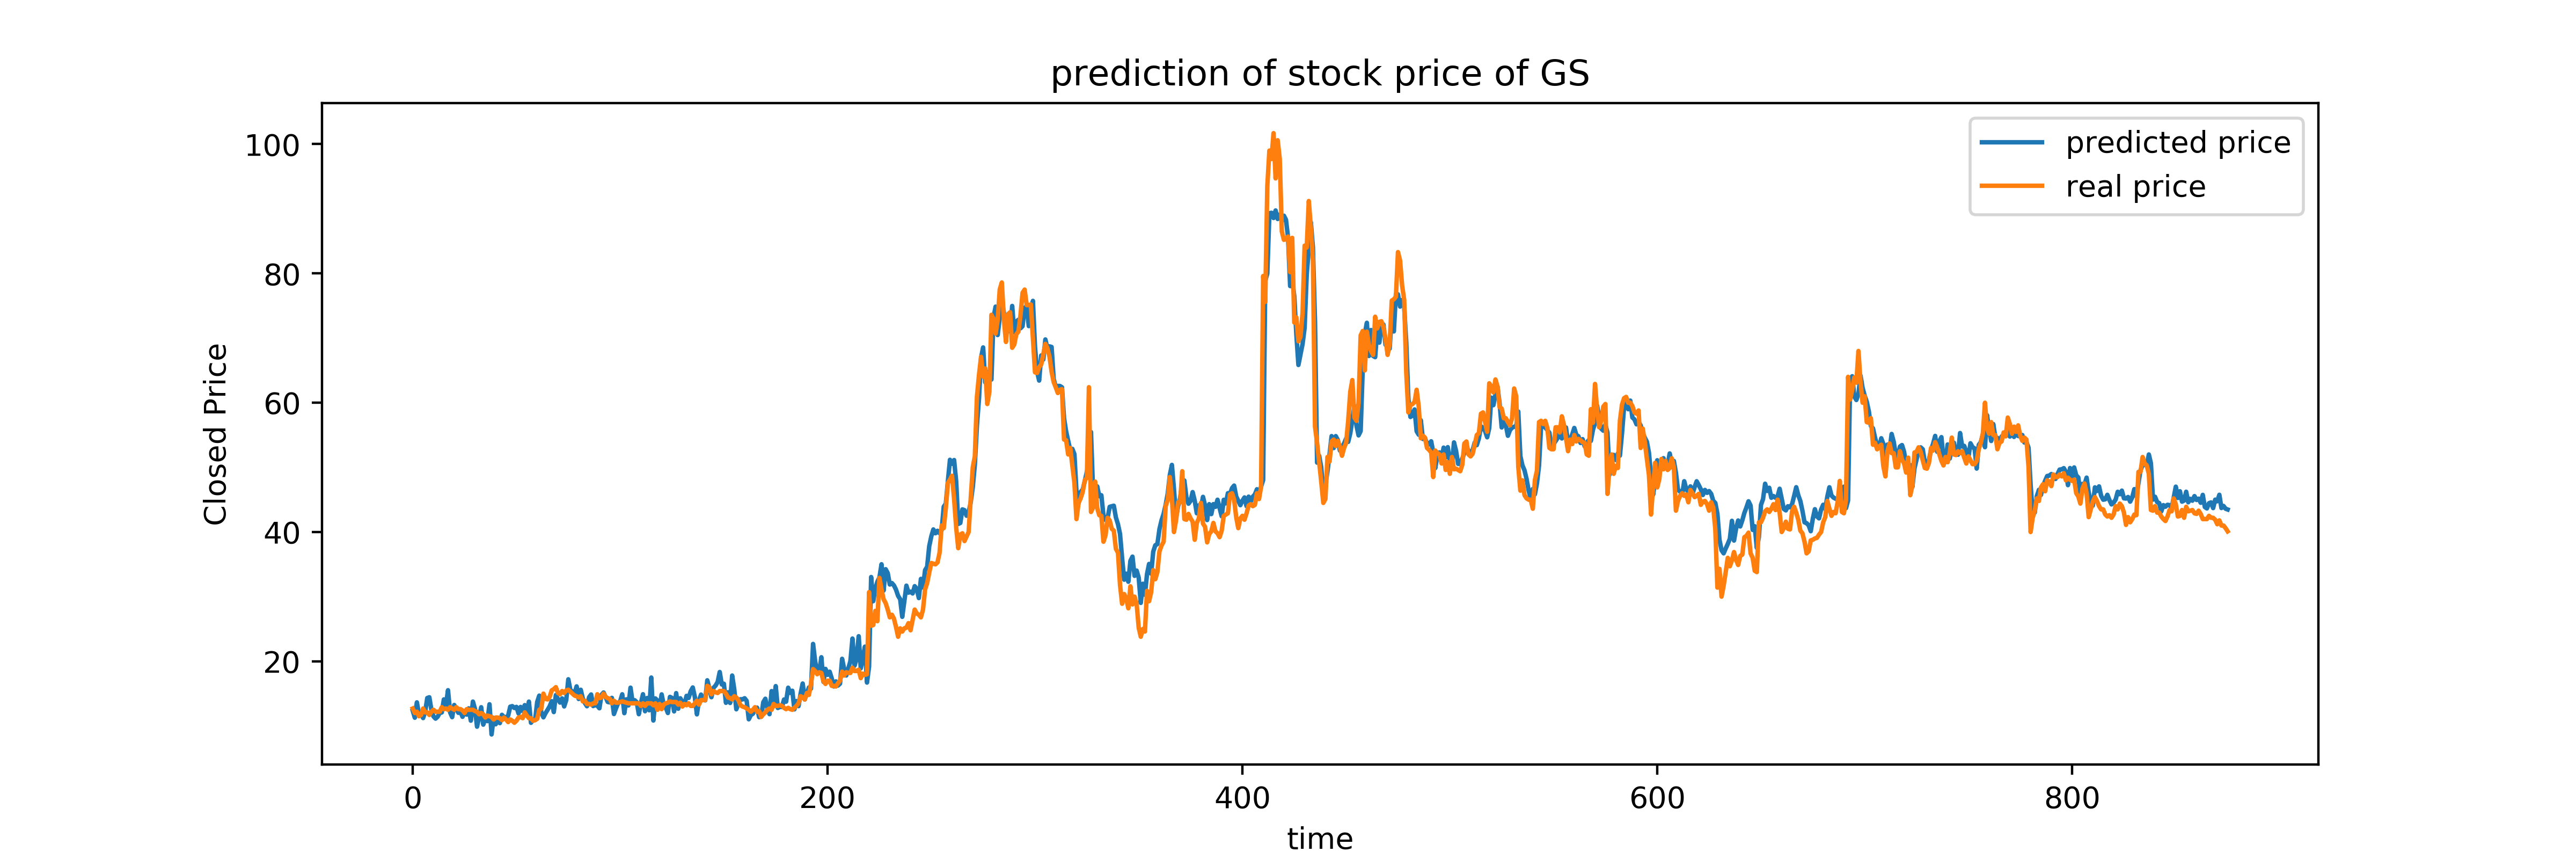 prediction of stock price of GS
predicted price
real price
Closed Price
100
80
60
40
20
0 200 400 600 800
time